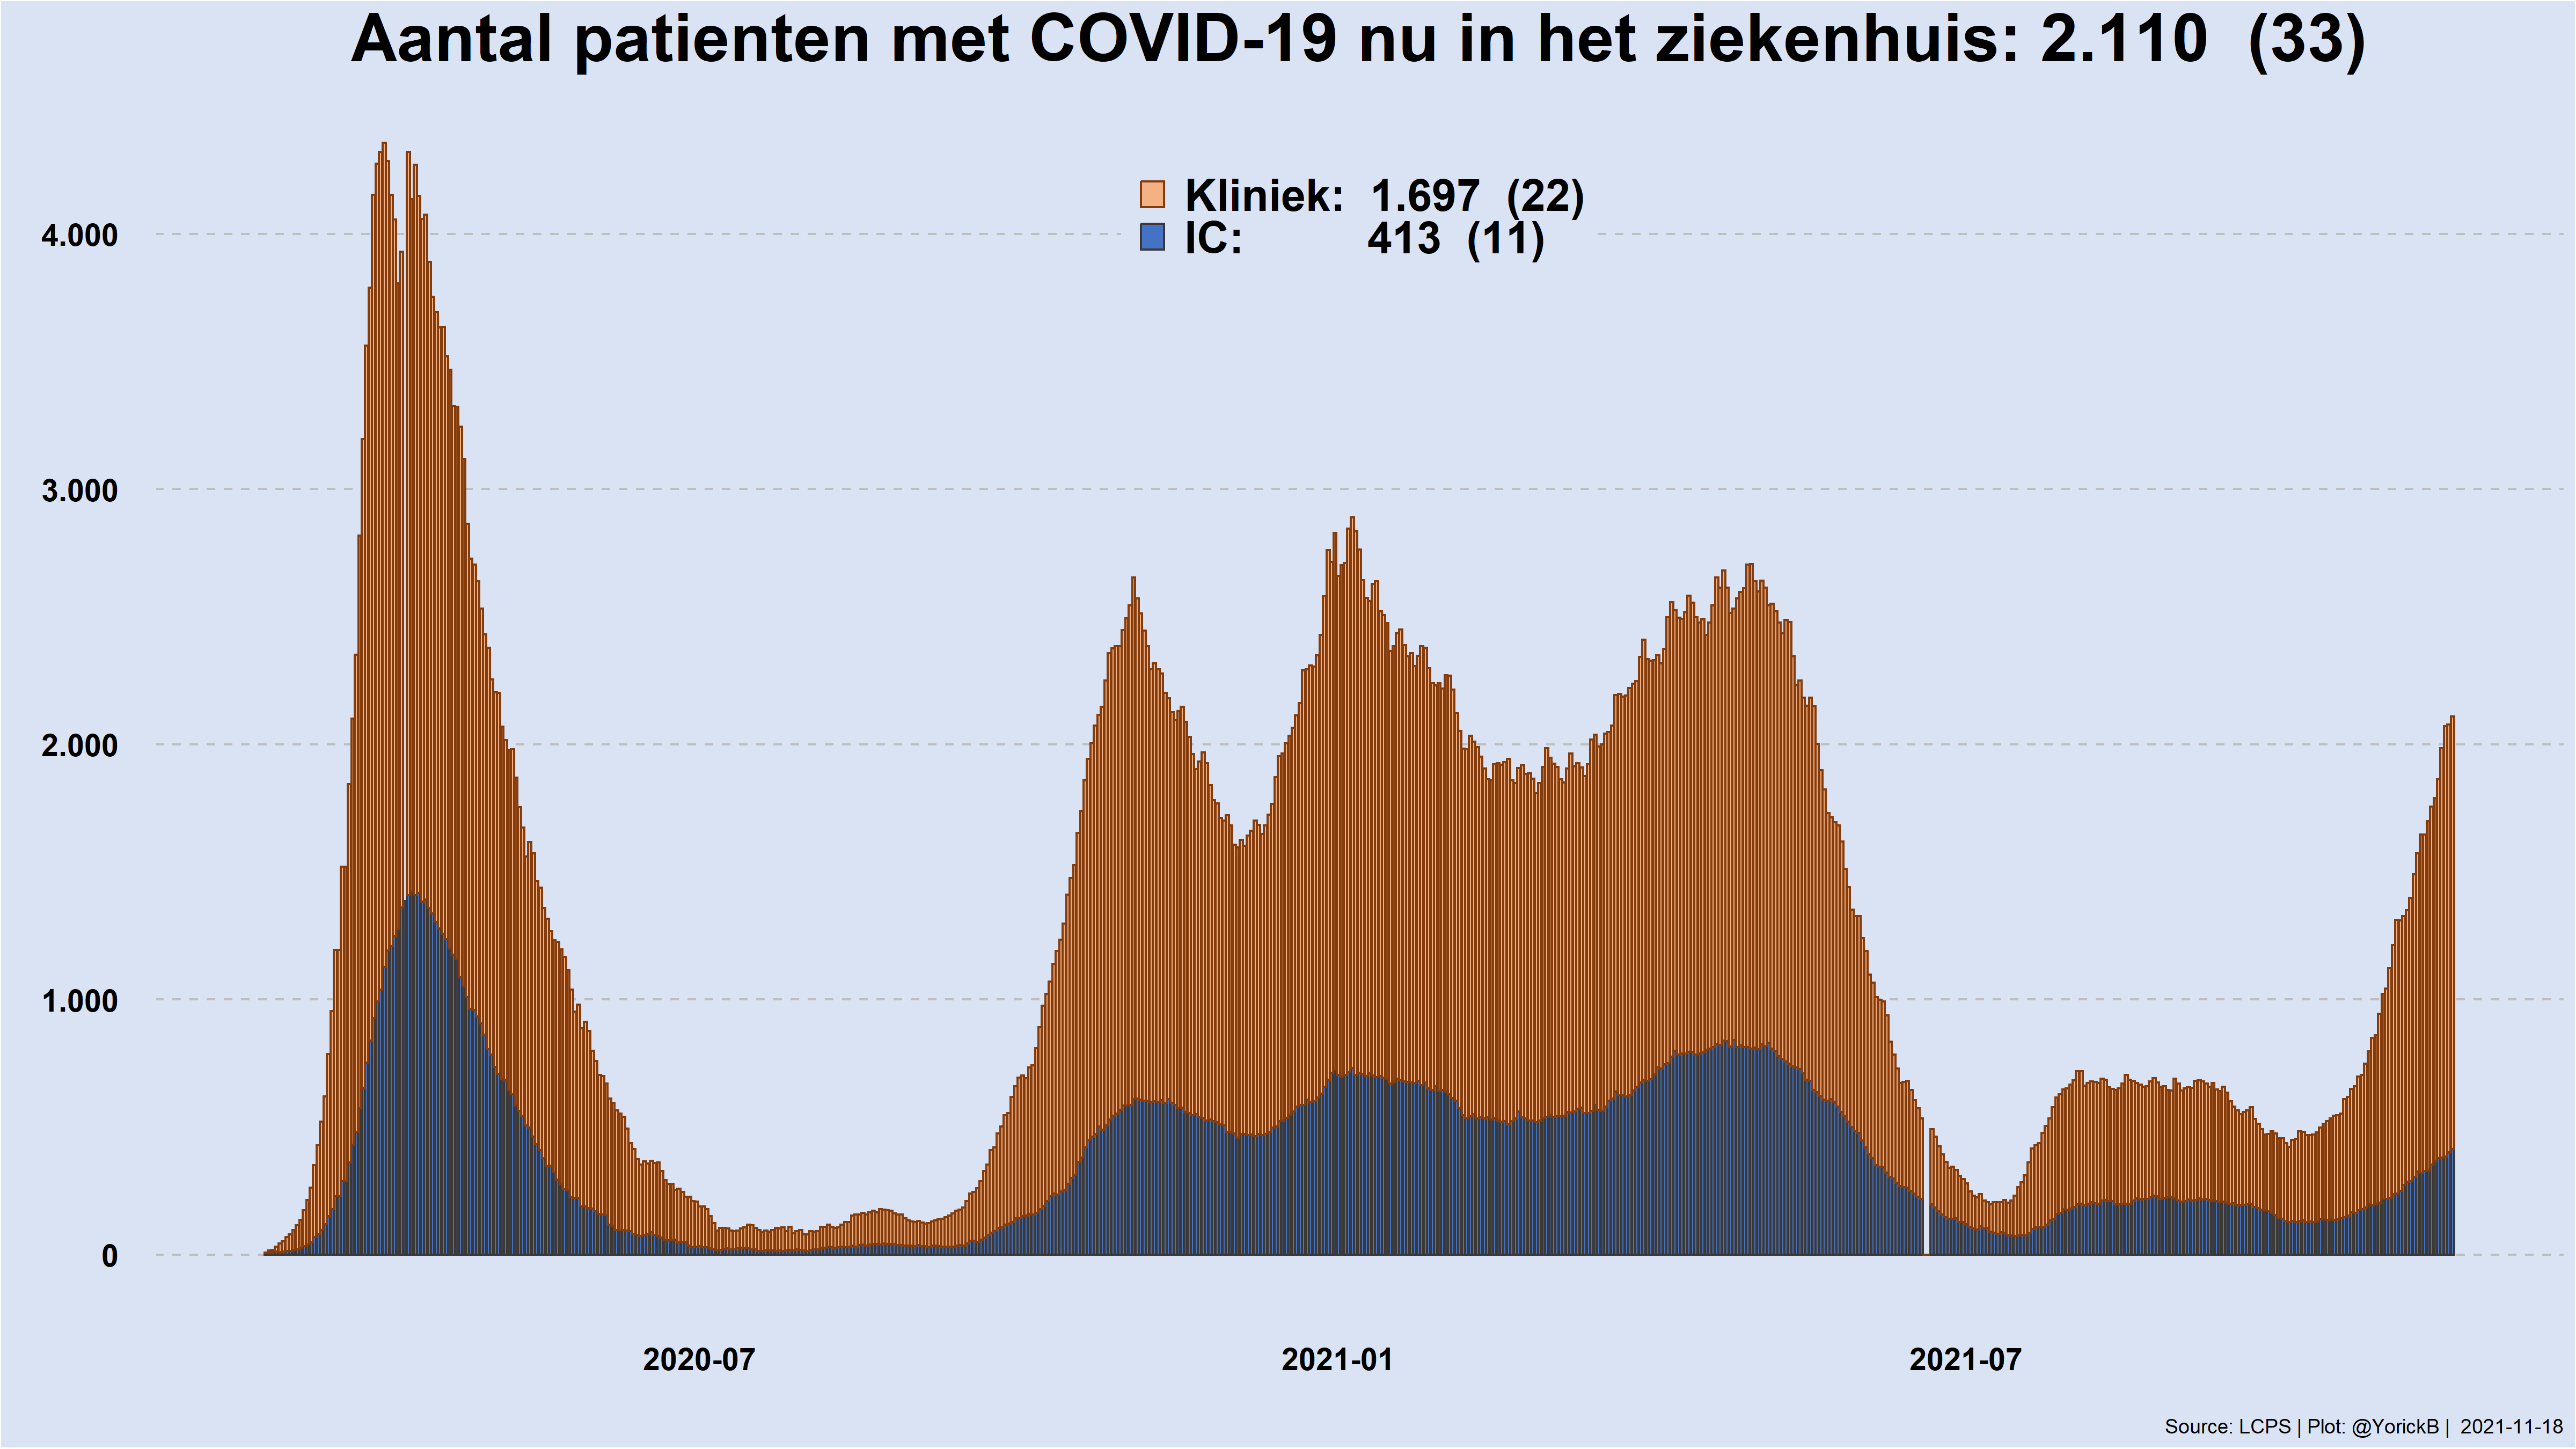 Aantal patienten met COVID-19 nu in het ziekenhuis: 2.110 (33)
Kliniek: 1.697 (22)
IC: 413 (11)
4.000
3.000
2.000
1.000
0
2020-07 2021-01 2021-07
Source: LCPS | Plot: @YorickB | 2021-11-18